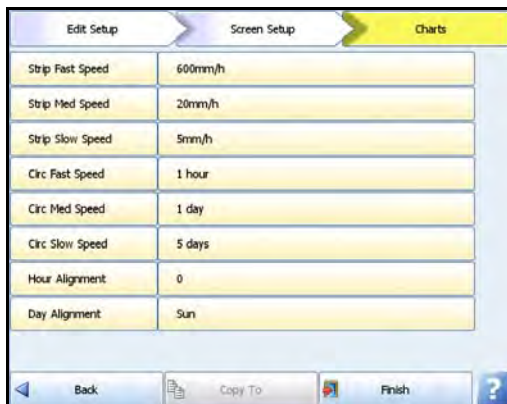 Edit Setup Screen Setup Charts
Strip Fast Speed 600mm/h
Strip Med Speed 20mm/h
Strip Slow Speed 5mm/h
Circ Fast Speed 1 hour
Circ Med Speed 1 day
Circ Slow Speed 5 days
Hour Alignment 0
Day Alignment Sun
Back Copy To Finish ?